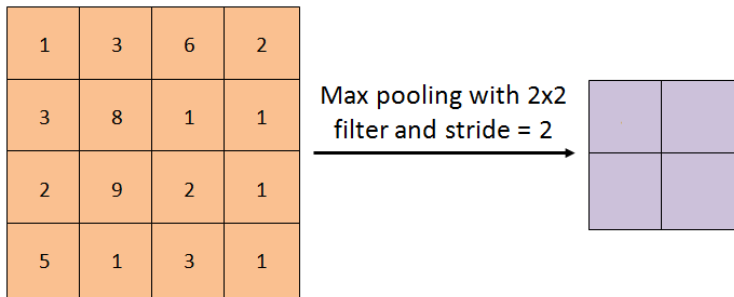 1 3 6 2
3 8 1 1
2 9 2 1
5 1 3 1
Max pooling with 2x2
filter and stride = 2